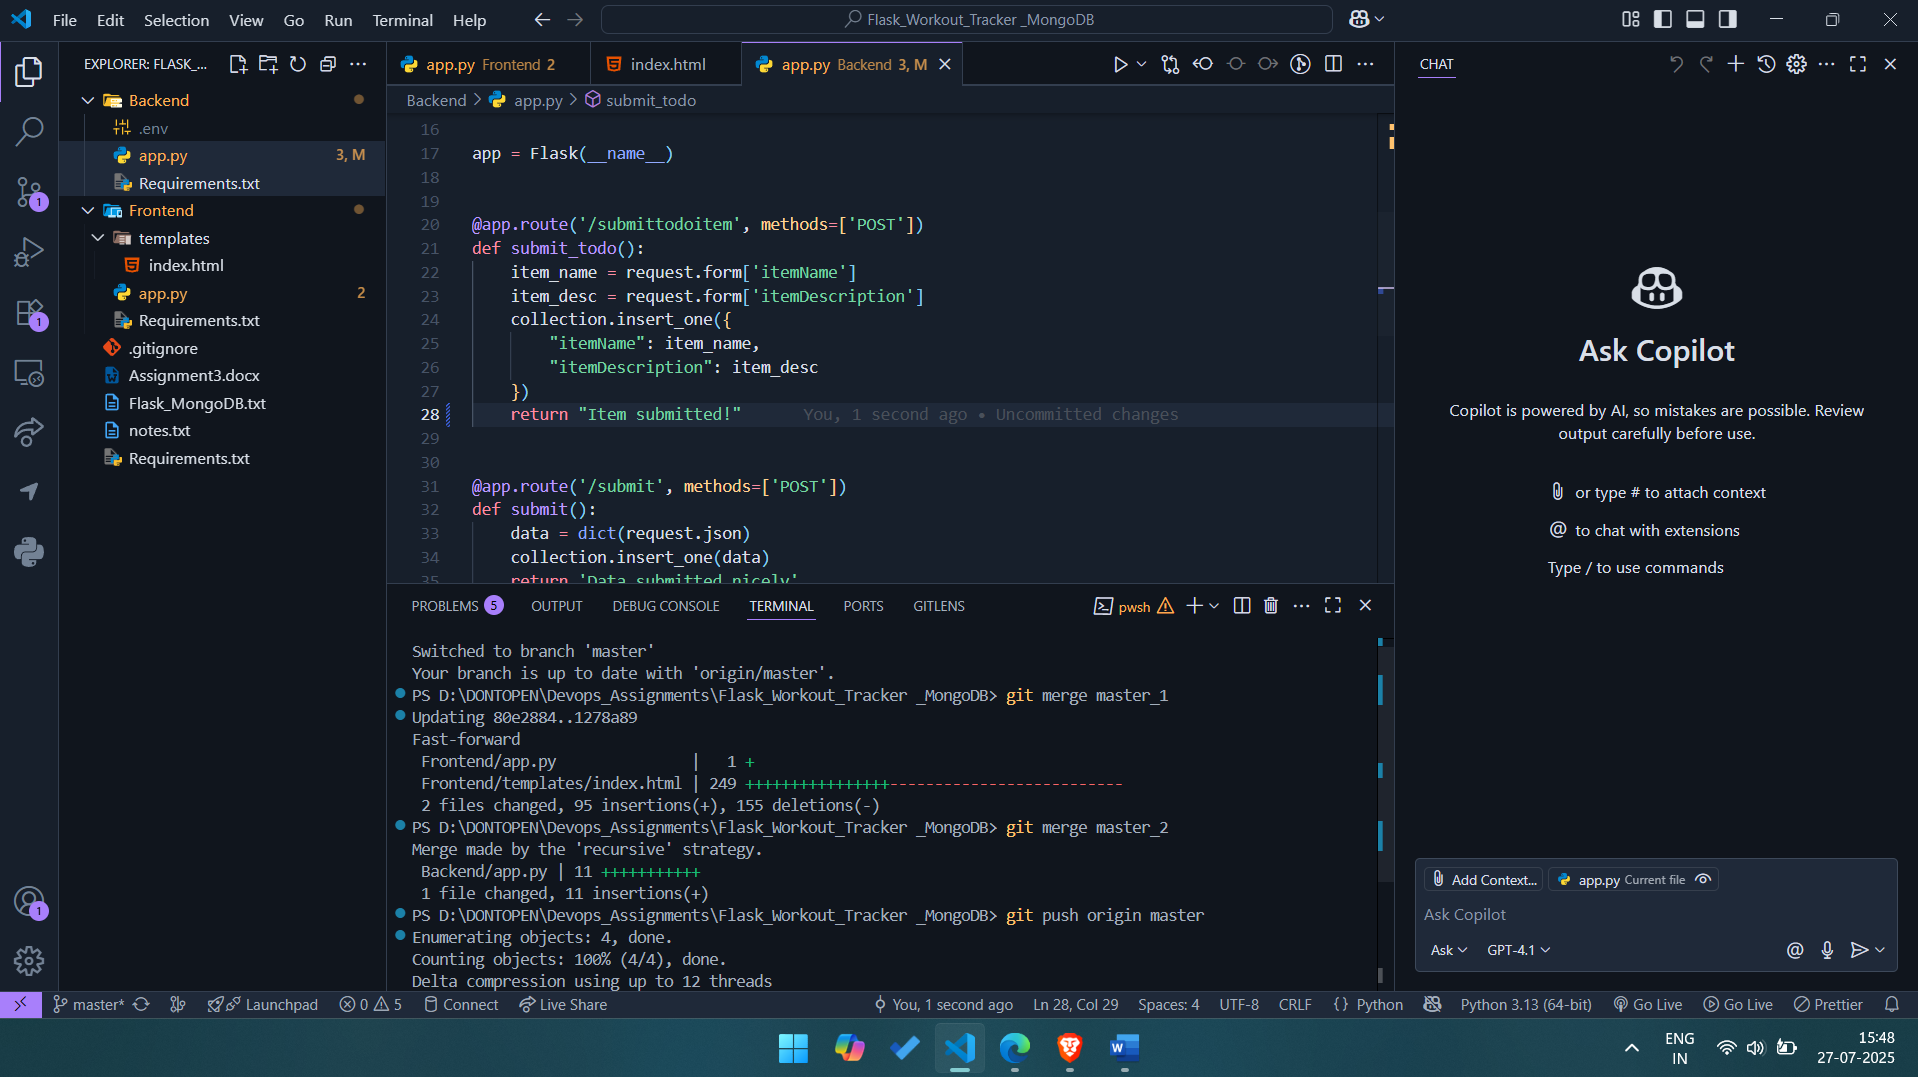 File Edit Selection View Go Run Terminal Help
Flask_Workout_Tracker _MongoDB
EXPLORER: FLASK_...
Backend
.env
app.py 3, M
Requirements.txt
Frontend
templates
index.html
app.py 2
Requirements.txt
.gitignore
Assignment3.docx
Flask_MongoDB.txt
notes.txt
Requirements.txt
1
1
1
app.py Frontend 2
index.html
app.py Backend 3, M
Backend > app.py > submit_todo
16
17 app = Flask(__name__)
18
19
20 @app.route('/submittodoitem', methods=['POST'])
21 def submit_todo():
22 item_name = request.form['itemName']
23 item_desc = request.form['itemDescription']
24 collection.insert_one({
25 "itemName": item_name,
26 "itemDescription": item_desc
27 })
28 return "Item submitted!" You, 1 second ago • Uncommitted changes
29
30
31 @app.route('/submit', methods=['POST'])
32 def submit():
33 data = dict(request.json)
34 collection.insert_one(data)
35 return 'Data submitted nicely'
PROBLEMS 5 OUTPUT DEBUG CONSOLE TERMINAL PORTS GITLENS
pwsh
Switched to branch 'master'
Your branch is up to date with 'origin/master'.
PS D:\DONTOPEN\Devops_Assignments\Flask_Workout_Tracker _MongoDB> git merge master_1
Updating 80e2884..1278a89
Fast-forward
Frontend/app.py | 1 +
Frontend/templates/index.html | 249 ++++++++++++++++--------------------------
2 files changed, 95 insertions(+), 155 deletions(-)
PS D:\DONTOPEN\Devops_Assignments\Flask_Workout_Tracker _MongoDB> git merge master_2
Merge made by the 'recursive' strategy.
Backend/app.py | 11 +++++++++++
1 file changed, 11 insertions(+)
PS D:\DONTOPEN\Devops_Assignments\Flask_Workout_Tracker _MongoDB> git push origin master
Enumerating objects: 4, done.
Counting objects: 100% (4/4), done.
Delta compression using up to 12 threads
CHAT
Ask Copilot
Copilot is powered by AI, so mistakes are possible. Review
output carefully before use.
or type # to attach context
@ to chat with extensions
Type / to use commands
Add Context... app.py Current file
Ask Copilot
Ask GPT-4.1
master* Launchpad 0 5 Connect Live Share
You, 1 second ago Ln 28, Col 29 Spaces: 4 UTF-8 CRLF {} Python Python 3.13 (64-bit) Go Live Go Live Prettier
ENG
IN
15:48
27-07-2025